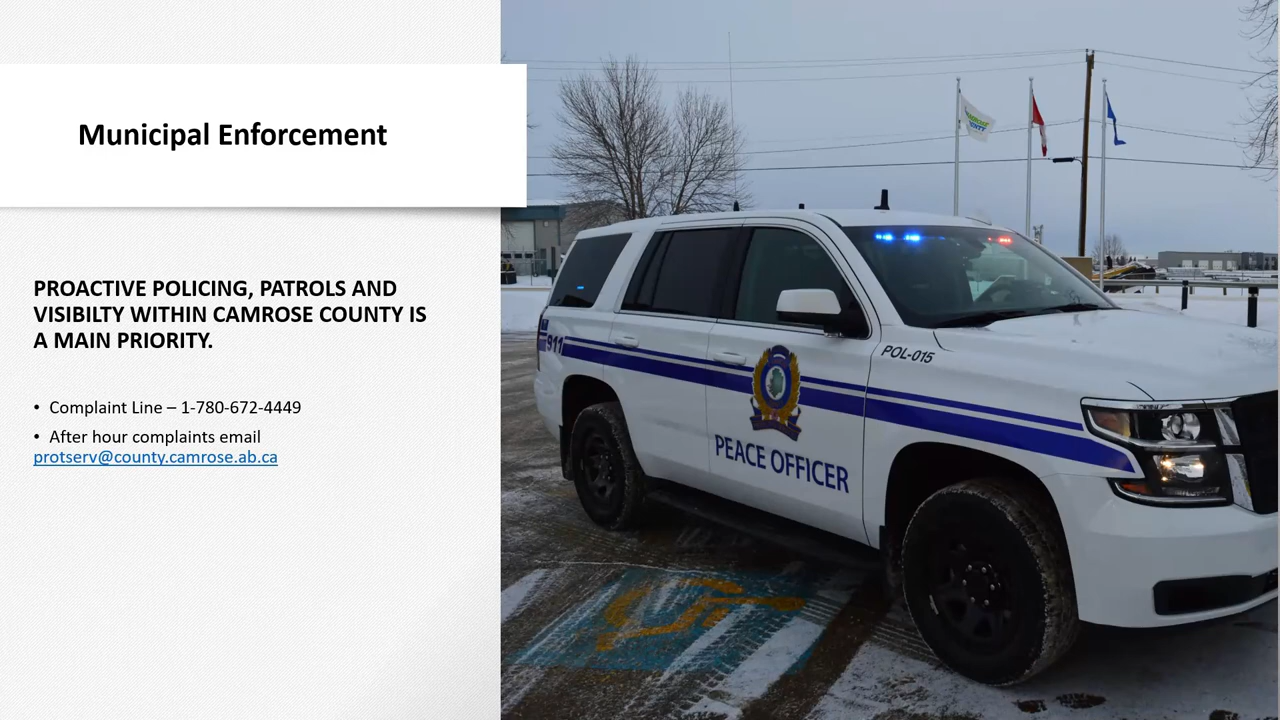 Municipal Enforcement
PROACTIVE POLICING, PATROLS AND
VISIBILTY WITHIN CAMROSE COUNTY IS
A MAIN PRIORITY.
• Complaint Line – 1-780-672-4449
• After hour complaints email
protserv@county.camrose.ab.ca
911
POL-015
PEACE OFFICER